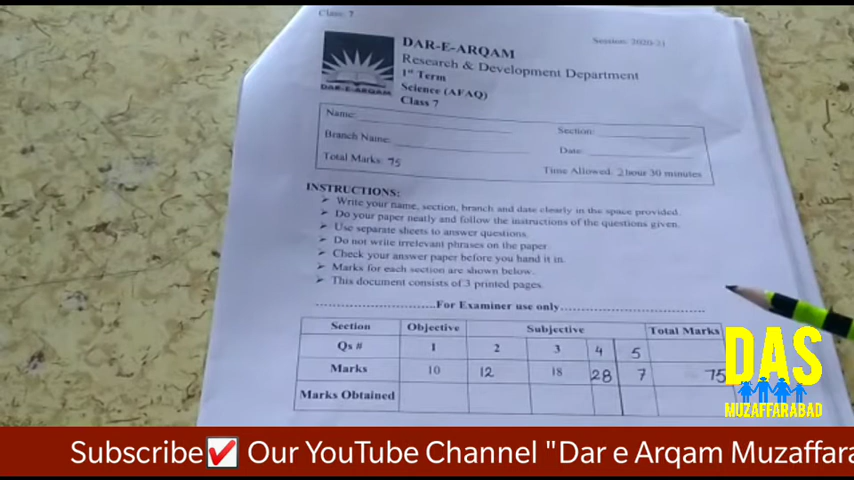 Class: 7
Session: 2020-21
DAR-E-ARQAM
Research & Development Department
1st Term
Science (AFAQ)
Class 7
DAR-E-ARQAM
Name:
Section:
Branch Name:
Date:
Total Marks: 75
Time Allowed: 2 hour 30 minutes
INSTRUCTIONS:
➢ Write your name, section, branch and date clearly in the space provided.
➢ Do your paper neatly and follow the instructions of the questions given.
➢ Use separate sheets to answer questions.
➢ Do not write irrelevant phrases on the paper
➢ Check your answer paper before you hand it in.
➢ Marks for each section are shown below.
➢ This document consists of 3 printed pages.
For Examiner use only
Section Objective Subjective Total Marks
Qs # 1 2 3 4 5
Marks 10 12 18 28 7 75
Marks Obtained
DAS
MUZAFFARABAD
Subscribe ☑ Our YouTube Channel "Dar e Arqam Muzaffara